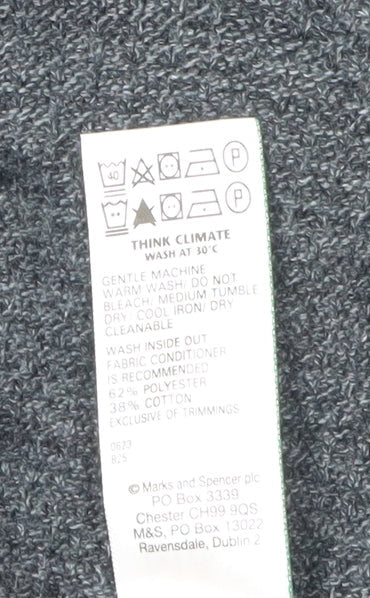 40 P
P
THINK CLIMATE
WASH AT 30°C
GENTLE MACHINE
WARM WASH/ DO NOT
BLEACH/ MEDIUM TUMBLE
DRY/ COOL IRON/ DRY
CLEANABLE
WASH INSIDE OUT
FABRIC CONDITIONER
IS RECOMMENDED
62% POLYESTER
38% COTTON
EXCLUSIVE OF TRIMMINGS
0623
825
© Marks and Spencer plc
PO Box 3339
Chester CH99 9QS
M&S, PO Box 13022
Ravensdale, Dublin 2